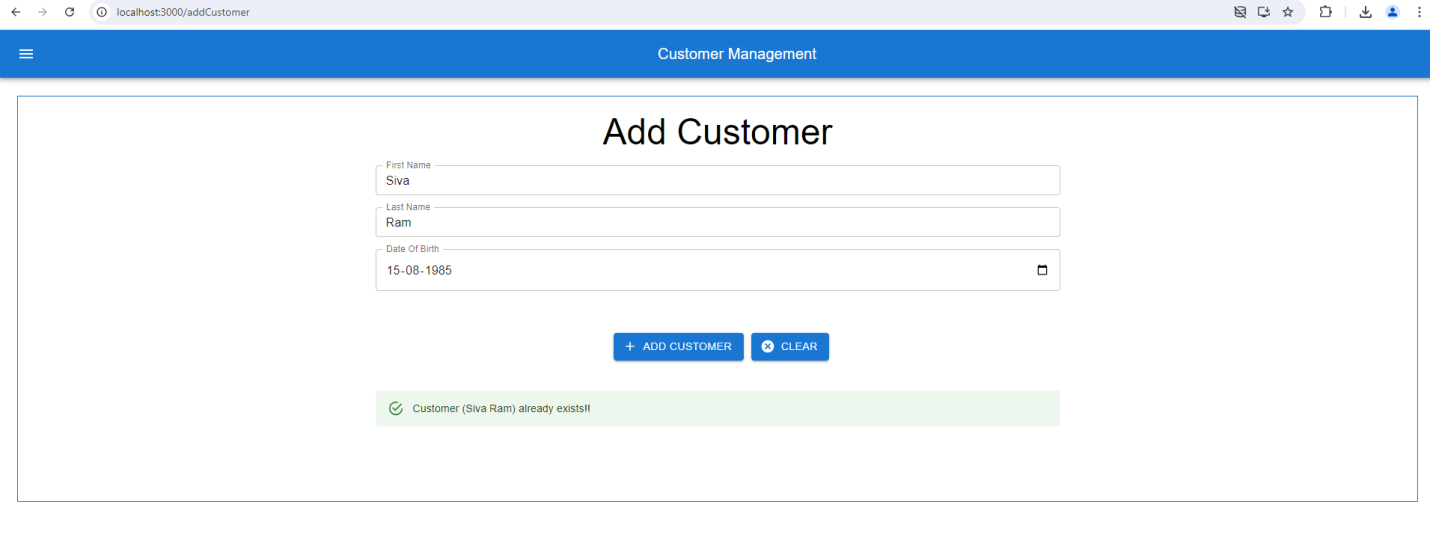 localhost:3000/addCustomer
Customer Management
Add Customer
First Name
Siva
Last Name
Ram
Date Of Birth
15-08-1985
ADD CUSTOMER CLEAR
Customer (Siva Ram) already exists!!